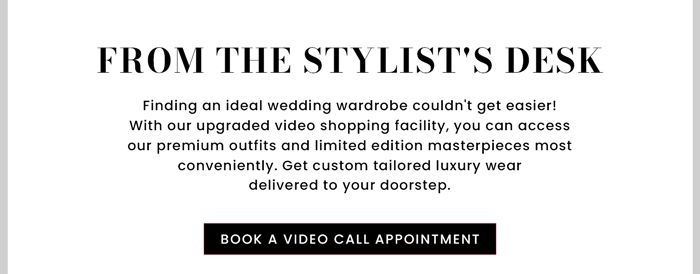 FROM THE STYLIST'S DESK
Finding an ideal wedding wardrobe couldn't get easier!
With our upgraded video shopping facility, you can access
our premium outfits and limited edition masterpieces most
conveniently. Get custom tailored luxury wear
delivered to your doorstep.
BOOK A VIDEO CALL APPOINTMENT